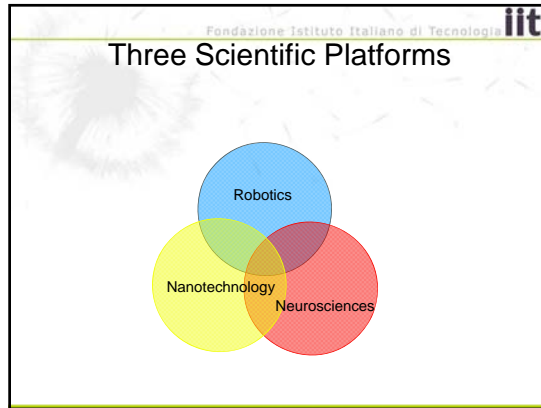 Fondazione Istituto Italiano di Tecnologia iit
Three Scientific Platforms
Robotics
Nanotechnology
Neurosciences